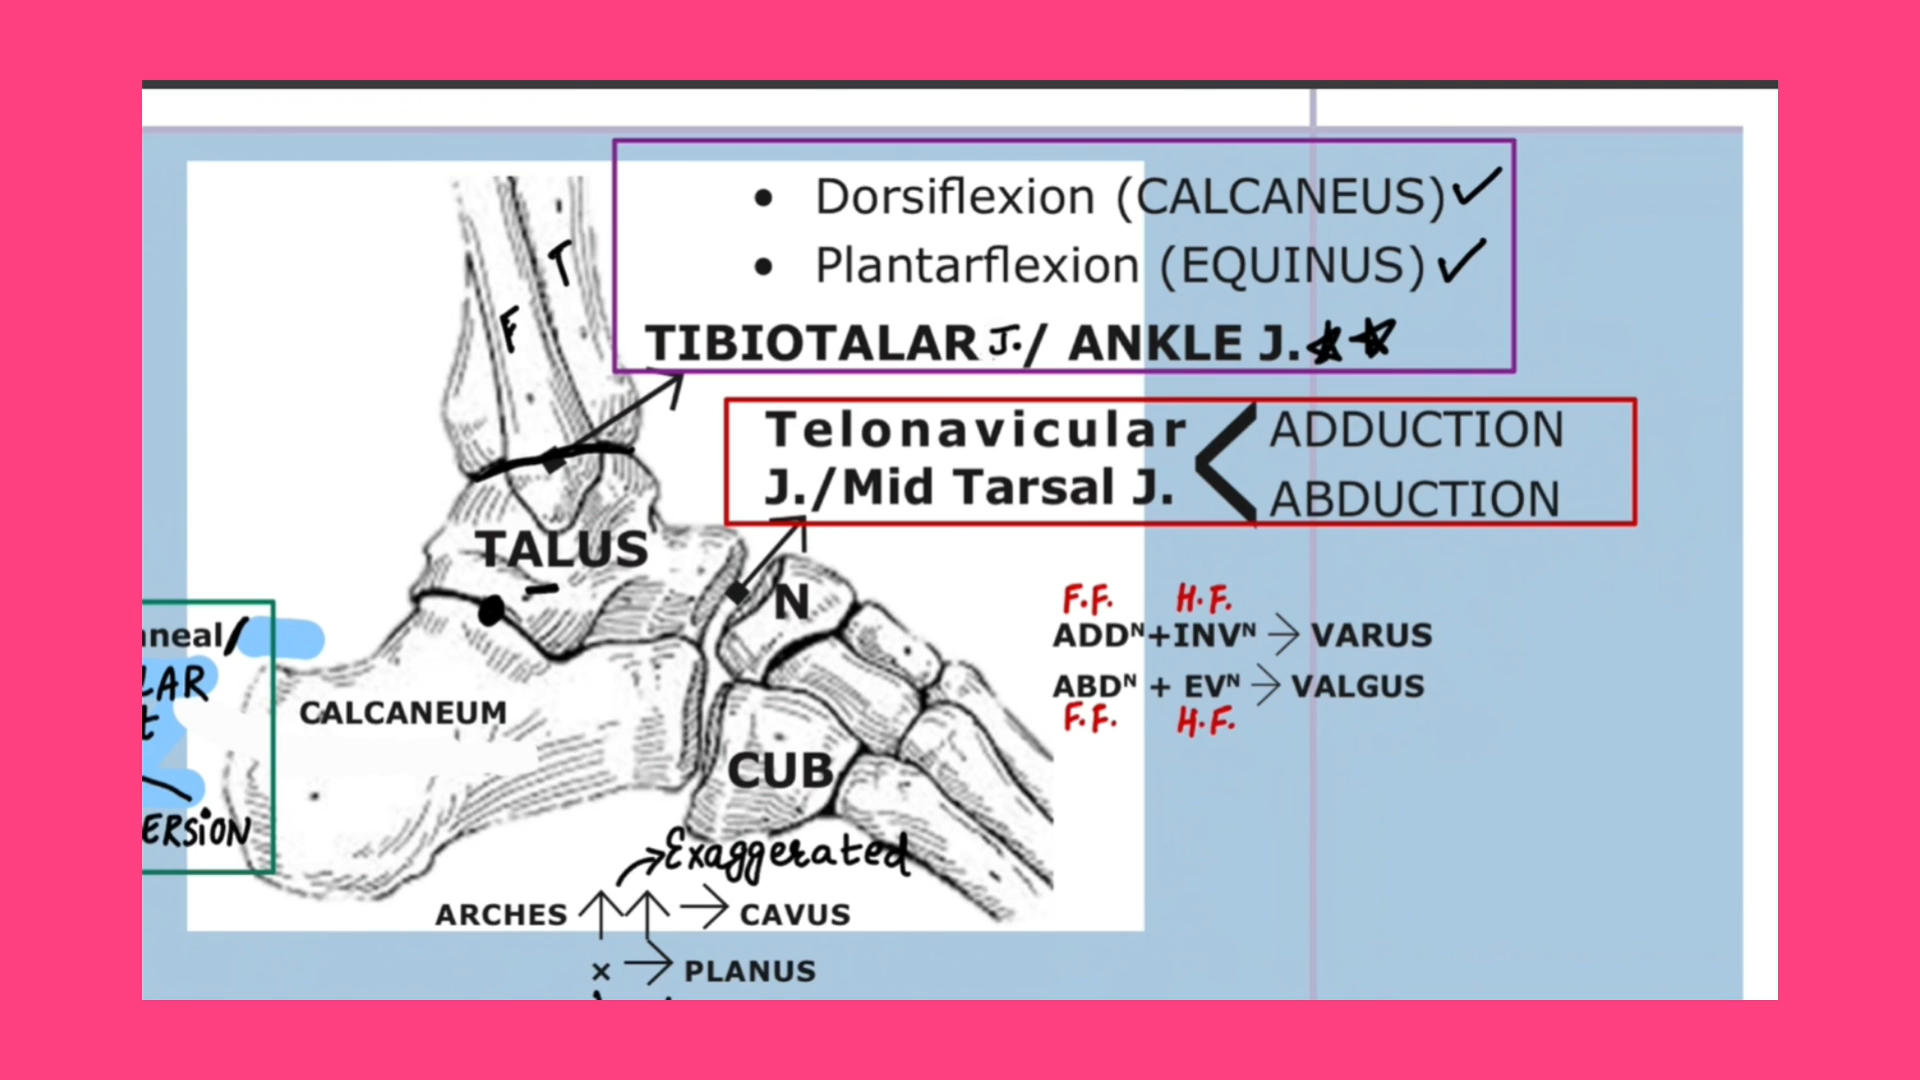 • Dorsiflexion (CALCANEUS) ✓
• Plantarflexion (EQUINUS) ✓
TIBIOTALAR J./ ANKLE J.
T
F
Telonavicular
J./Mid Tarsal J.
ADDUCTION
ABDUCTION
TALUS
N
F.F. H.F.
ADDᴺ+INVᴺ → VARUS
ABDᴺ + EVᴺ → VALGUS
F.F. H.F.
neal/
LAR
t
ERSION
CALCANEUM
CUB
Exaggerated
ARCHES ↑↑ → CAVUS
× → PLANUS